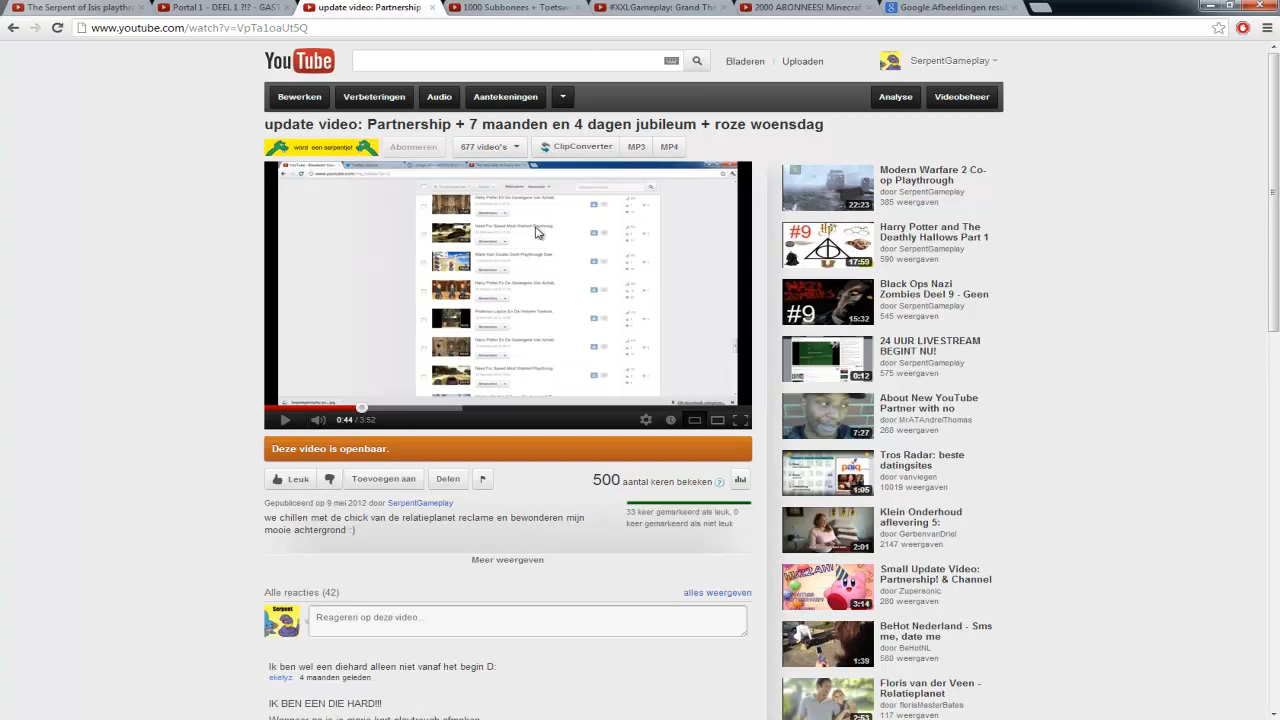 The Serpent of Isis playthr
Portal 1 - DEEL 1 ?!? - GAST
update video: Partnership
1000 Subbonees + Toetsw
#XXLGameplay: Grand Th
2000 ABONNEES! Minecraf
Google Afbeeldingen resu
www.youtube.com/watch?v=VpTa1oaUt5Q
YouTube
Bladeren
Uploaden
SerpentGameplay
Bewerken
Verbeteringen
Audio
Aantekeningen
Analyse
Videobeheer
update video: Partnership + 7 maanden en 4 dagen jubileum + roze woensdag
word een serpentje!
Abonneren
677 video's
ClipConverter
MP3
MP4
0:44 / 3:52
Deze video is openbaar.
Leuk
Toevoegen aan
Delen
500 aantal keren bekeken
Gepubliceerd op 9 mei 2012 door SerpentGameplay
we chillen met de chick van de relatieplanet reclame en bewonderen mijn
mooie achtergrond :)
33 keer gemarkeerd als leuk, 0
keer gemarkeerd als niet leuk
Meer weergeven
Alle reacties (42)
alles weergeven
Serpent
Reageren op deze video...
Ik ben wel een diehard alleen niet vanaf het begin D:
ekelyz 4 maanden geleden
IK BEN EEN DIE HARD!!!
Modern Warfare 2 Co-
op Playthrough
door SerpentGameplay
385 weergaven
22:23
Harry Potter and The
Deathly Hallows Part 1
door SerpentGameplay
590 weergaven
#9
17:59
Black Ops Nazi
Zombies Deel 9 - Geen
door SerpentGameplay
545 weergaven
#9
15:32
24 UUR LIVESTREAM
BEGINT NU!
door SerpentGameplay
575 weergaven
0:12
About New YouTube
Partner with no
door MrATAndreiThomas
268 weergaven
7:27
Tros Radar: beste
datingsites
door vanviegen
10019 weergaven
paiq
1:05
Klein Onderhoud
aflevering 5:
door GerbenvanDriel
2147 weergaven
2:01
Small Update Video:
Partnership! & Channel
door Zupersonic
280 weergaven
3:14
BeHot Nederland - Sms
me, date me
door BeHotNL
580 weergaven
1:39
Floris van der Veen -
Relatieplanet
door florisMasterBates
117 weergaven
2:53